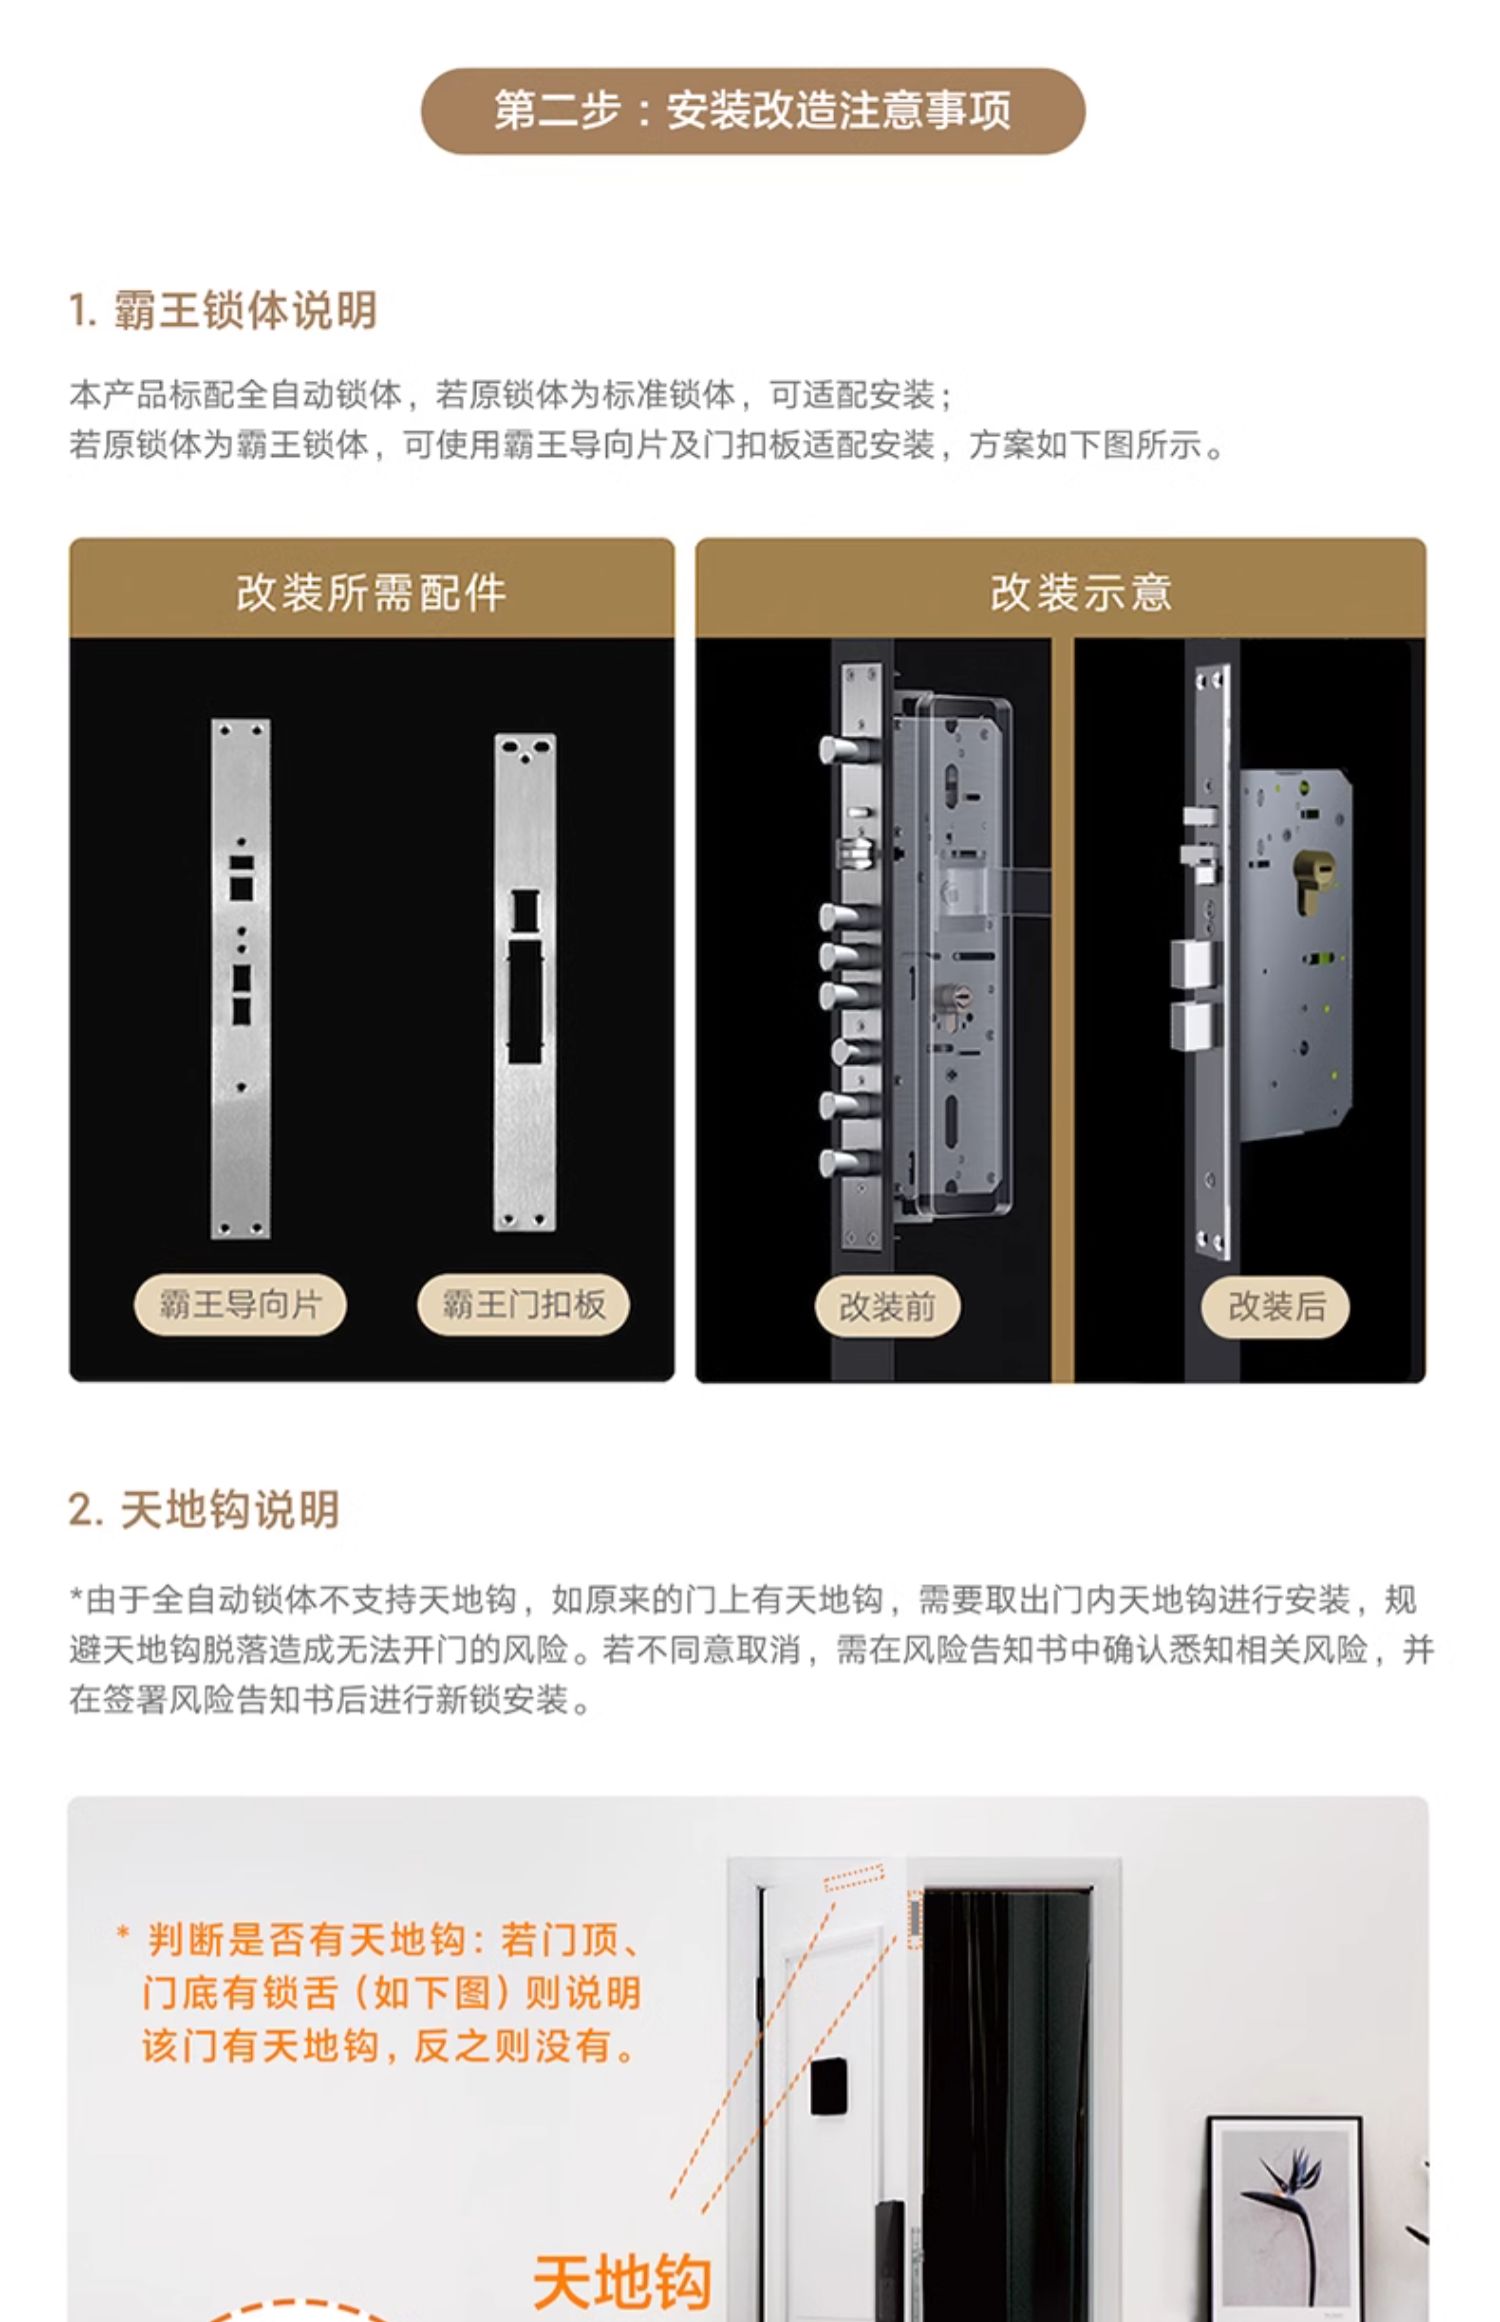 第二步：安装改造注意事项
1. 霸王锁体说明
本产品标配全自动锁体，若原锁体为标准锁体，可适配安装；
若原锁体为霸王锁体，可使用霸王导向片及门扣板适配安装，方案如下图所示。
改装所需配件
改装示意
霸王导向片
霸王门扣板
改装前
改装后
2. 天地钩说明
*由于全自动锁体不支持天地钩，如原来的门上有天地钩，需要取出门内天地钩进行安装，规
避天地钩脱落造成无法开门的风险。若不同意取消，需在风险告知书中确认悉知相关风险，并
在签署风险告知书后进行新锁安装。
* 判断是否有天地钩：若门顶、
门底有锁舌（如下图）则说明
该门有天地钩，反之则没有。
天地钩